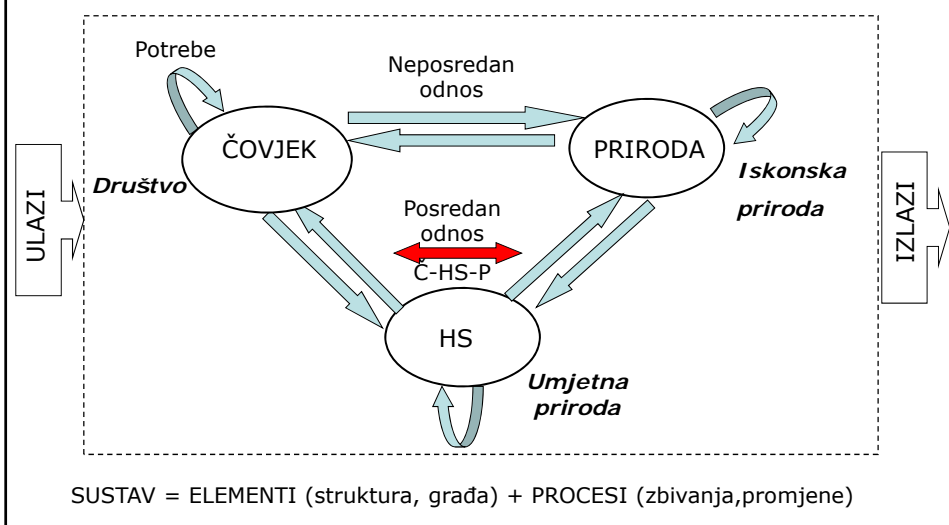 Potrebe
Neposredan
odnos
ČOVJEK
PRIRODA
ULAZI
Društvo
Iskonska
priroda
IZLAZI
Posredan
odnos
Č-HS-P
HS
Umjetna
priroda
SUSTAV = ELEMENTI (struktura, građa) + PROCESI (zbivanja,promjene)